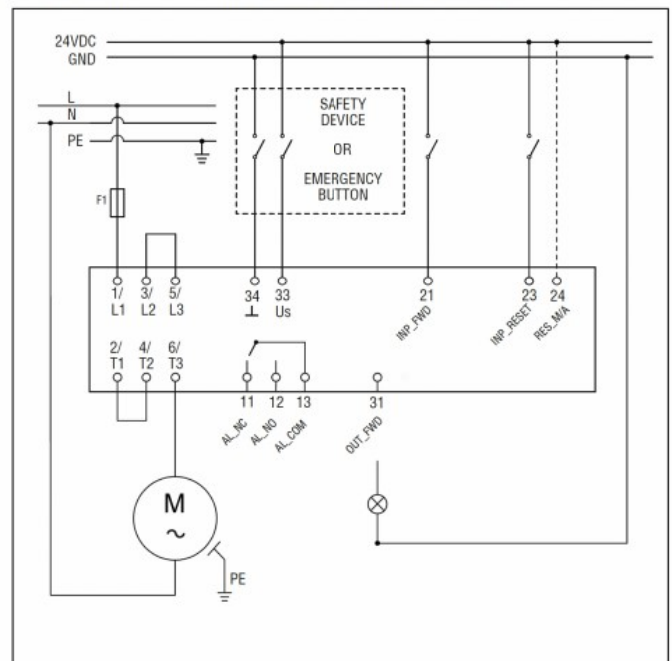 24VDC
GND
L
N
PE
SAFETY
DEVICE
OR
EMERGENCY
BUTTON
F1
1/ 3/ 5/ 34 33 21 23 24
L1 L2 L3 ⊥ Us INP_FWD INP_RESET RES_M/A
2/ 4/ 6/
T1 T2 T3
11 12 13 31
AL_NC AL_NO AL_COM OUT_FWD
M
~
PE